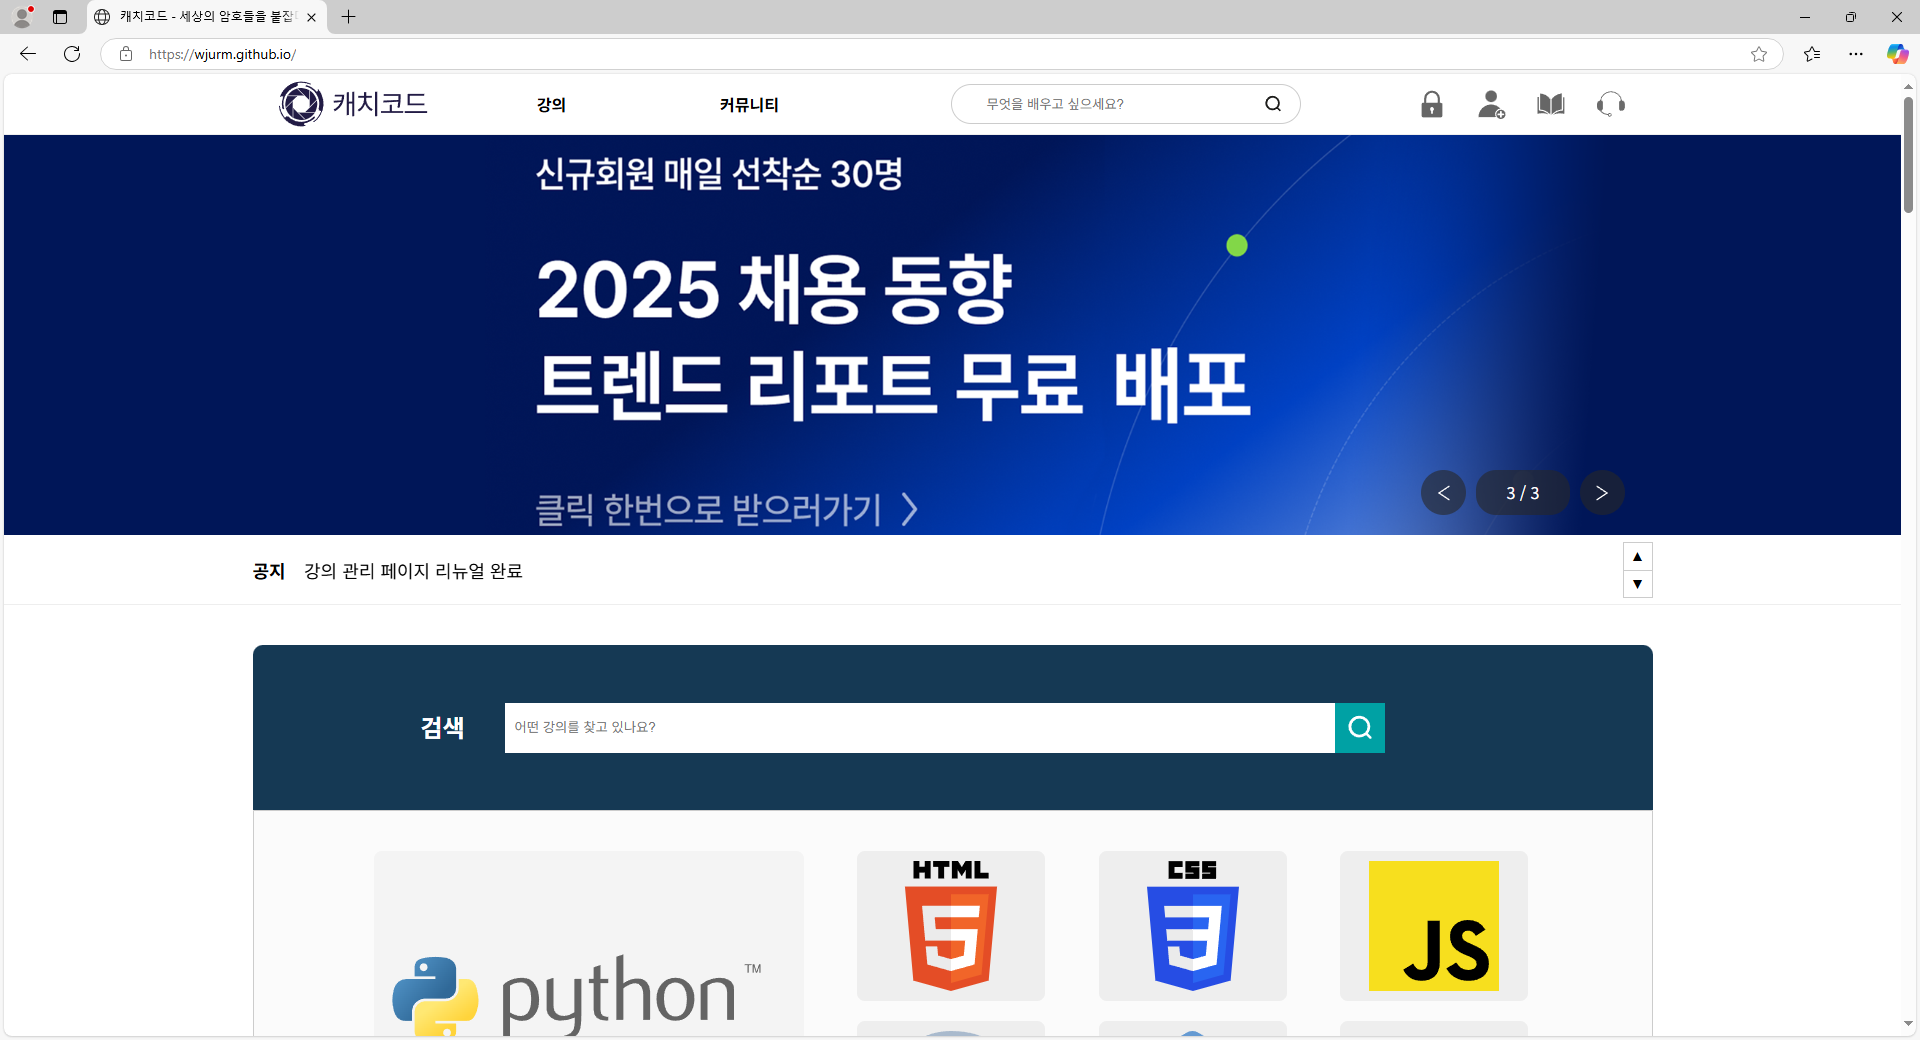 캐치코드 - 세상의 암호들을 붙잡
https://wjurm.github.io/
캐치코드
강의
커뮤니티
무엇을 배우고 싶으세요?
신규회원 매일 선착순 30명
2025 채용 동향
트렌드 리포트 무료 배포
클릭 한번으로 받으러가기 >
< 3 / 3 >
공지 강의 관리 페이지 리뉴얼 완료
▲
▼
검색
어떤 강의를 찾고 있나요?
HTML
5
CSS
3
JS
python TM